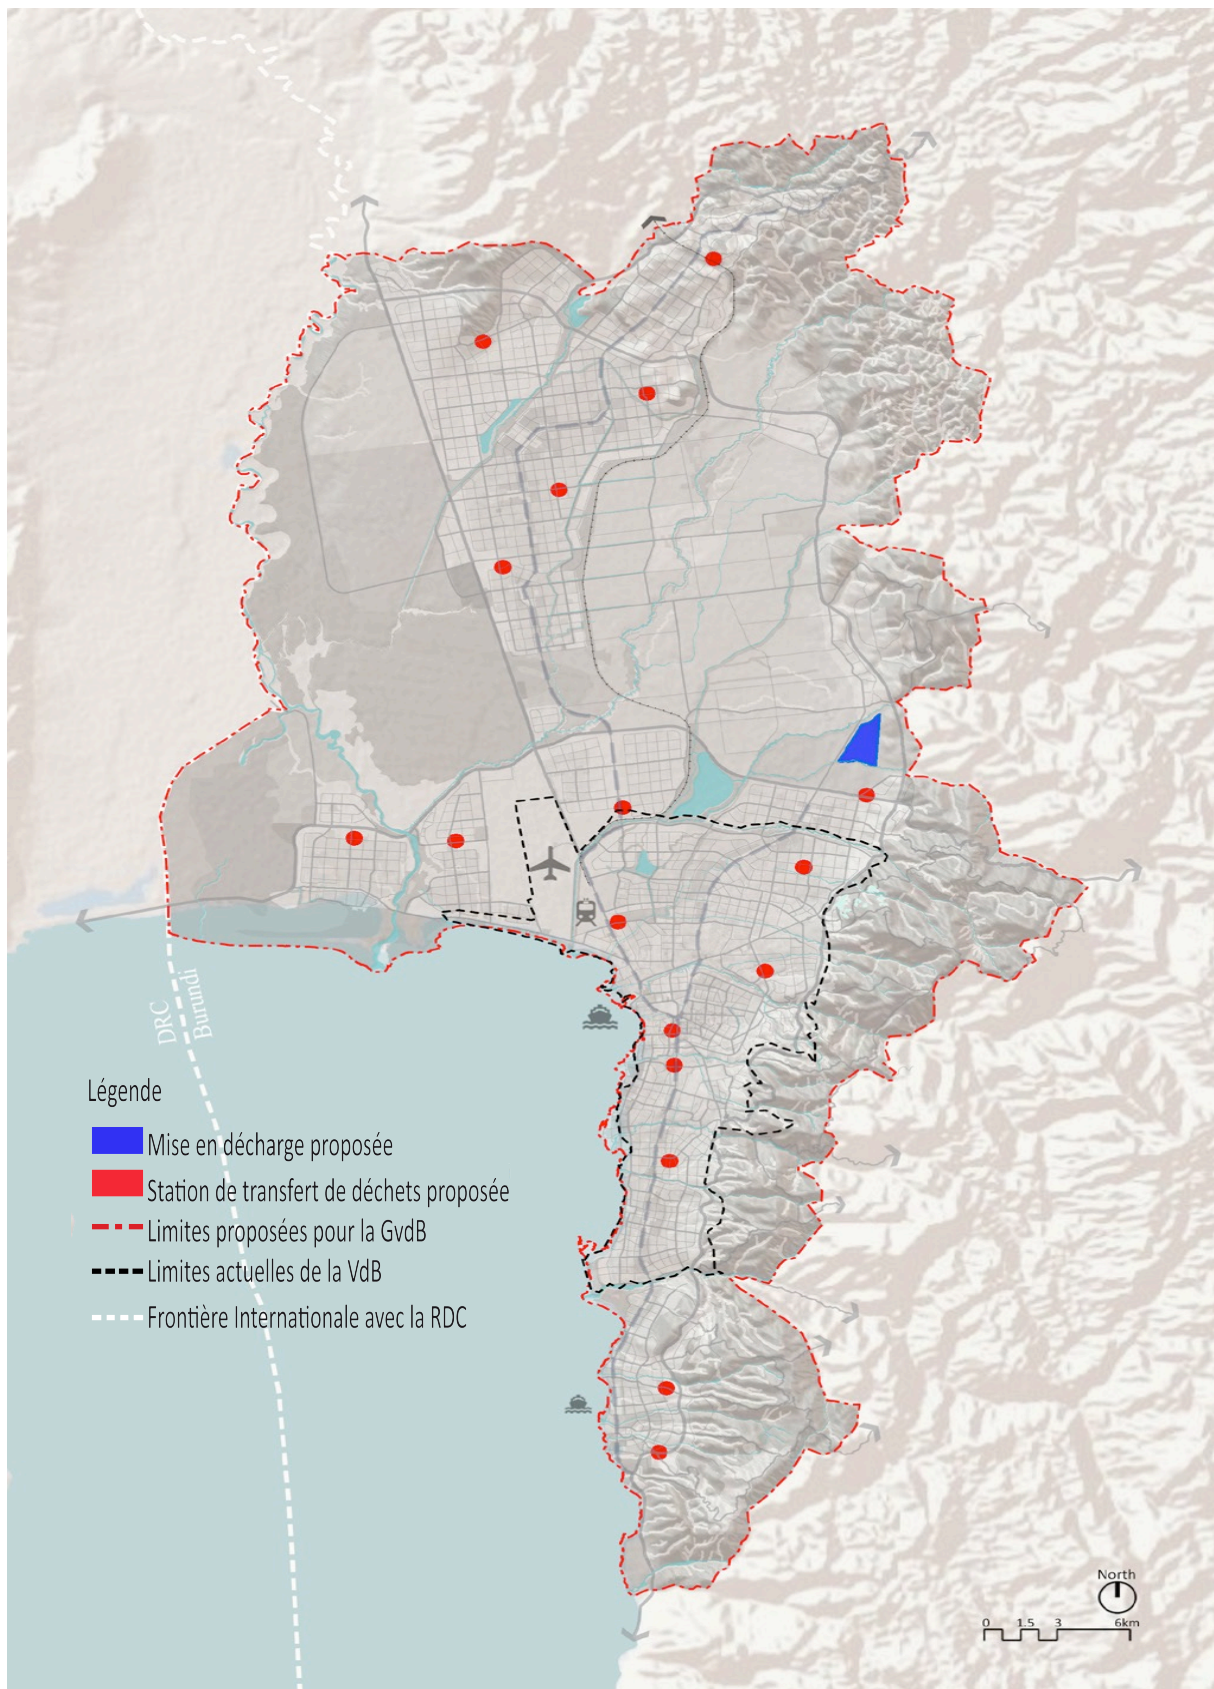 DRC
Burundi
Légende
Mise en décharge proposée
Station de transfert de déchets proposée
Limites proposées pour la GvdB
Limites actuelles de la VdB
Frontière Internationale avec la RDC
North
0 1.5 3 6km